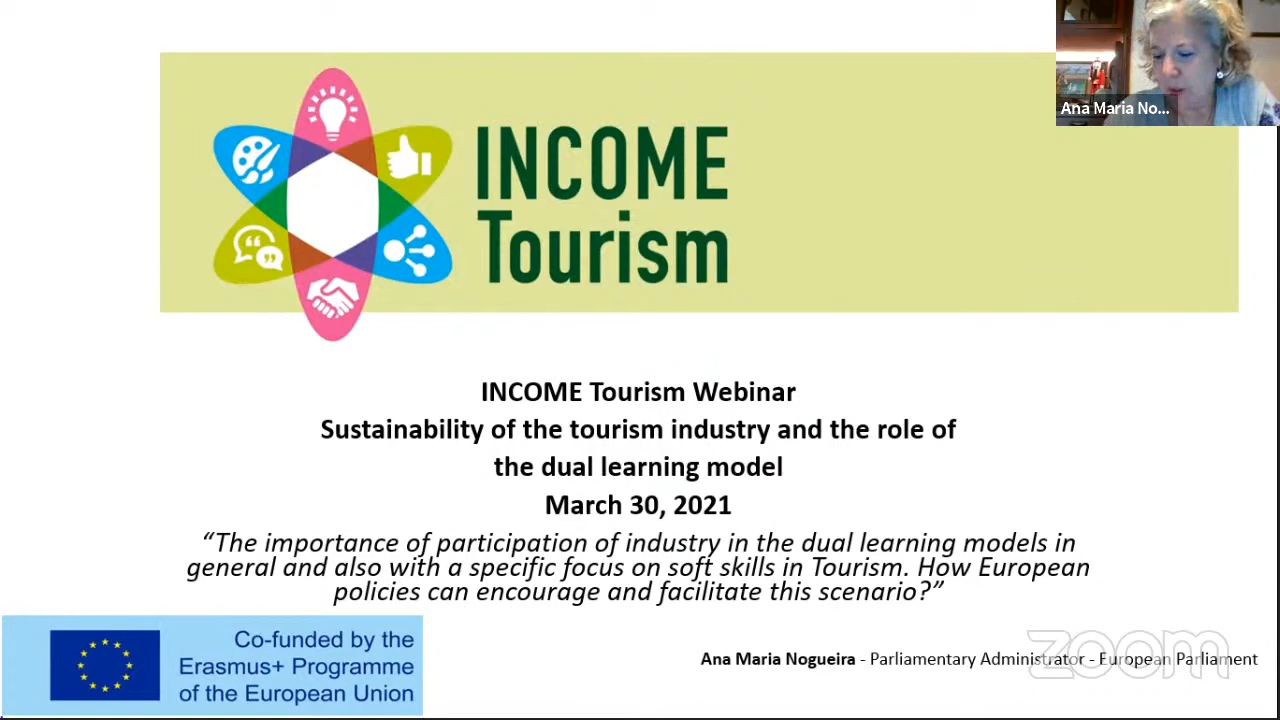 Ana Maria No...
INCOME
Tourism
INCOME Tourism Webinar
Sustainability of the tourism industry and the role of
the dual learning model
March 30, 2021
“The importance of participation of industry in the dual learning models in
general and also with a specific focus on soft skills in Tourism. How European
policies can encourage and facilitate this scenario?”
Co-funded by the
Erasmus+ Programme
of the European Union
Ana Maria Nogueira - Parliamentary Administrator - European Parliament
zoom